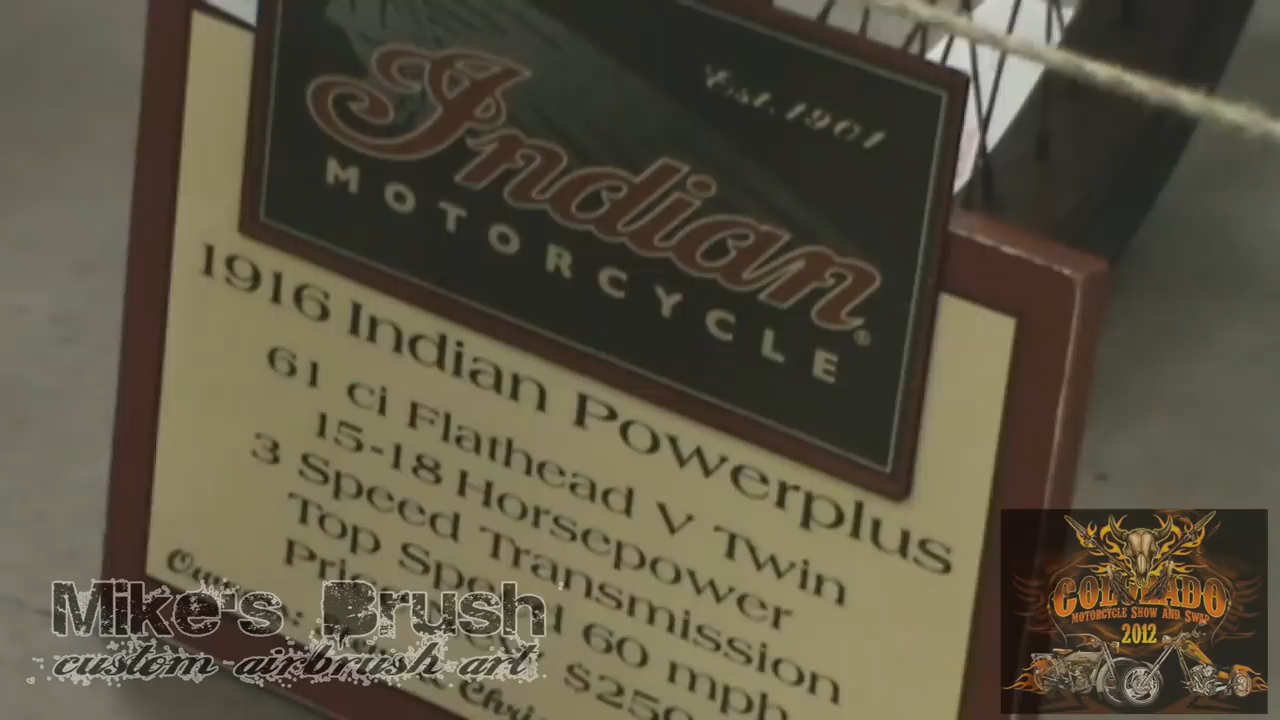 Est. 1901
Indian®
MOTORCYCLE
1916 Indian Powerplus
61 ci Flathead V Twin
15-18 Horsepower
3 Speed Transmission
Top Speed 60 mph
$250
Mike's Brush
custom airbrush art
COLORADO
MOTORCYCLE SHOW AND SWAP
2012